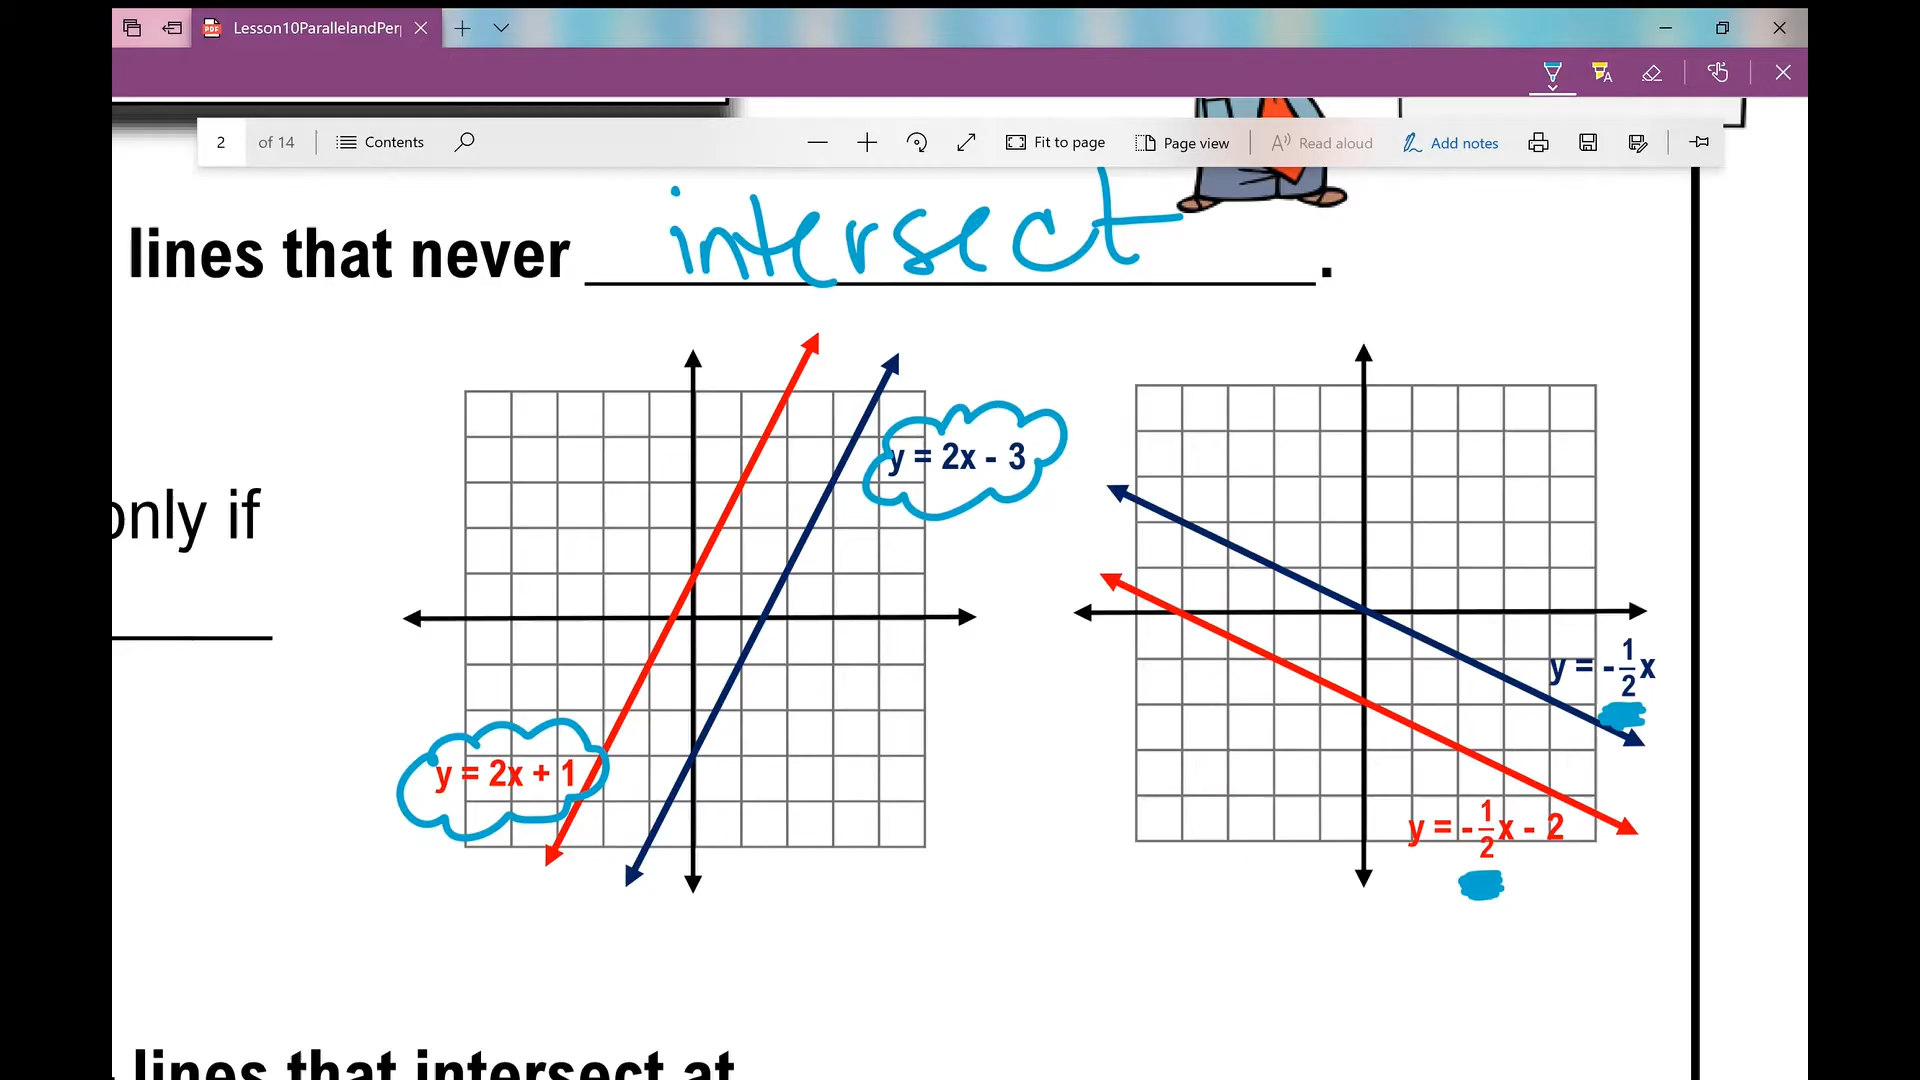 Lesson10ParallelandPer
2 of 14 Contents Fit to page Page view Read aloud Add notes
lines that never intersect.
y = 2x - 3
only if
y = -1/2x
y = 2x + 1
y = -1/2x - 2
lines that intersect at